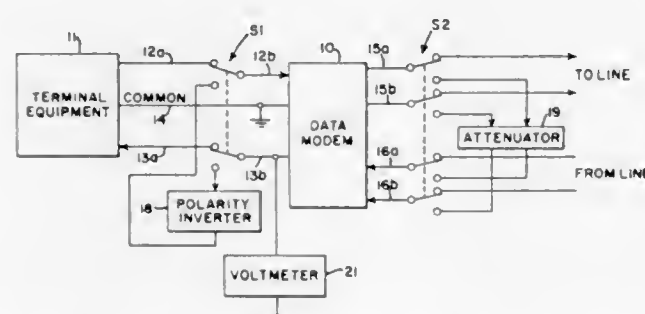 11
12a
S1
12b
10
15a
S2
TERMINAL EQUIPMENT
COMMON
14
13a
13b
DATA MODEM
15b
TO LINE
19
ATTENUATOR
16a
16b
FROM LINE
18
POLARITY INVERTER
VOLTMETER
21